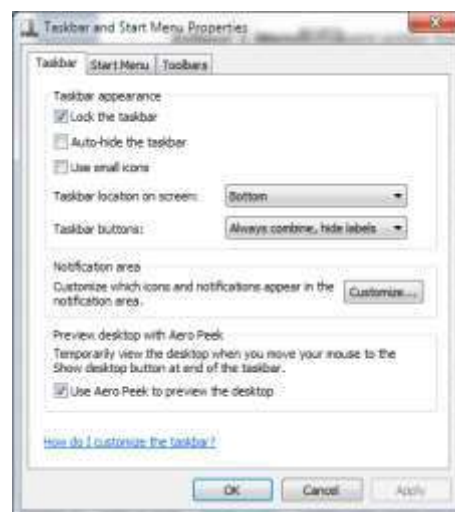 Taskbar and Start Menu Properties
Taskbar
Start Menu
Toolbars
Taskbar appearance
Lock the taskbar
Auto-hide the taskbar
Use small icons
Taskbar location on screen:
Bottom
Taskbar buttons:
Always combine, hide labels
Notification area
Customize which icons and notifications appear in the
notification area.
Customize...
Preview desktop with Aero Peek
Temporarily view the desktop when you move your mouse to the
Show desktop button at end of the taskbar.
Use Aero Peek to preview the desktop
How do I customize the taskbar?
OK
Cancel
Apply